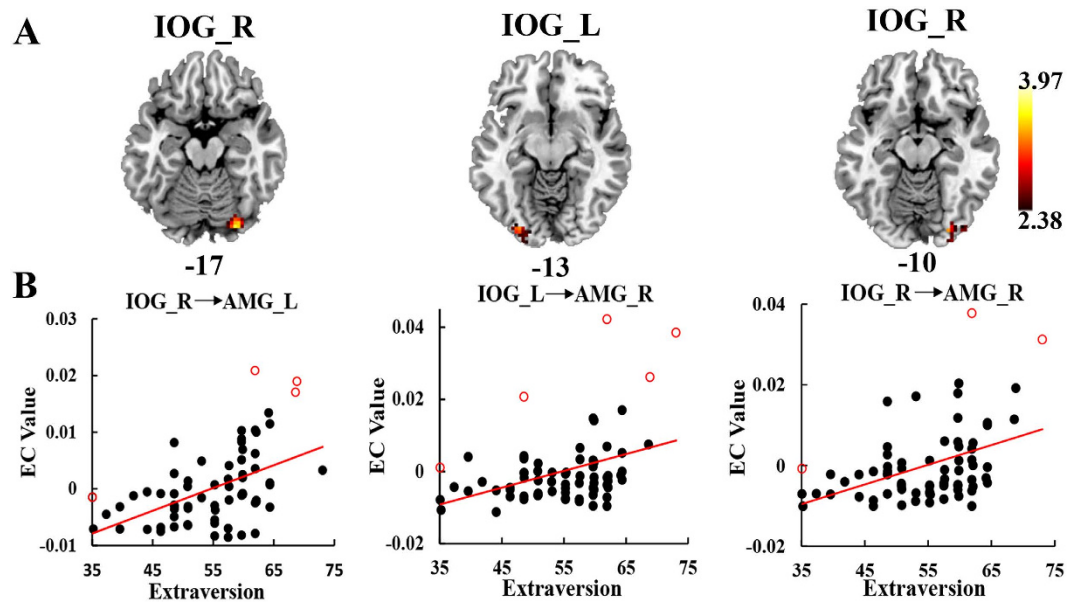 A
IOG_R
IOG_L
IOG_R
3.97
2.38
-17
-13
-10
B
IOG_R→AMG_L
IOG_L→AMG_R
IOG_R→AMG_R
0.03
0.02
0.01
0
-0.01
EC Value
35 45 55 65 75
Extraversion
0.04
0.02
0
-0.02
EC Value
35 45 55 65 75
Extraversion
0.04
0.02
0
-0.02
EC Value
35 45 55 65 75
Extraversion